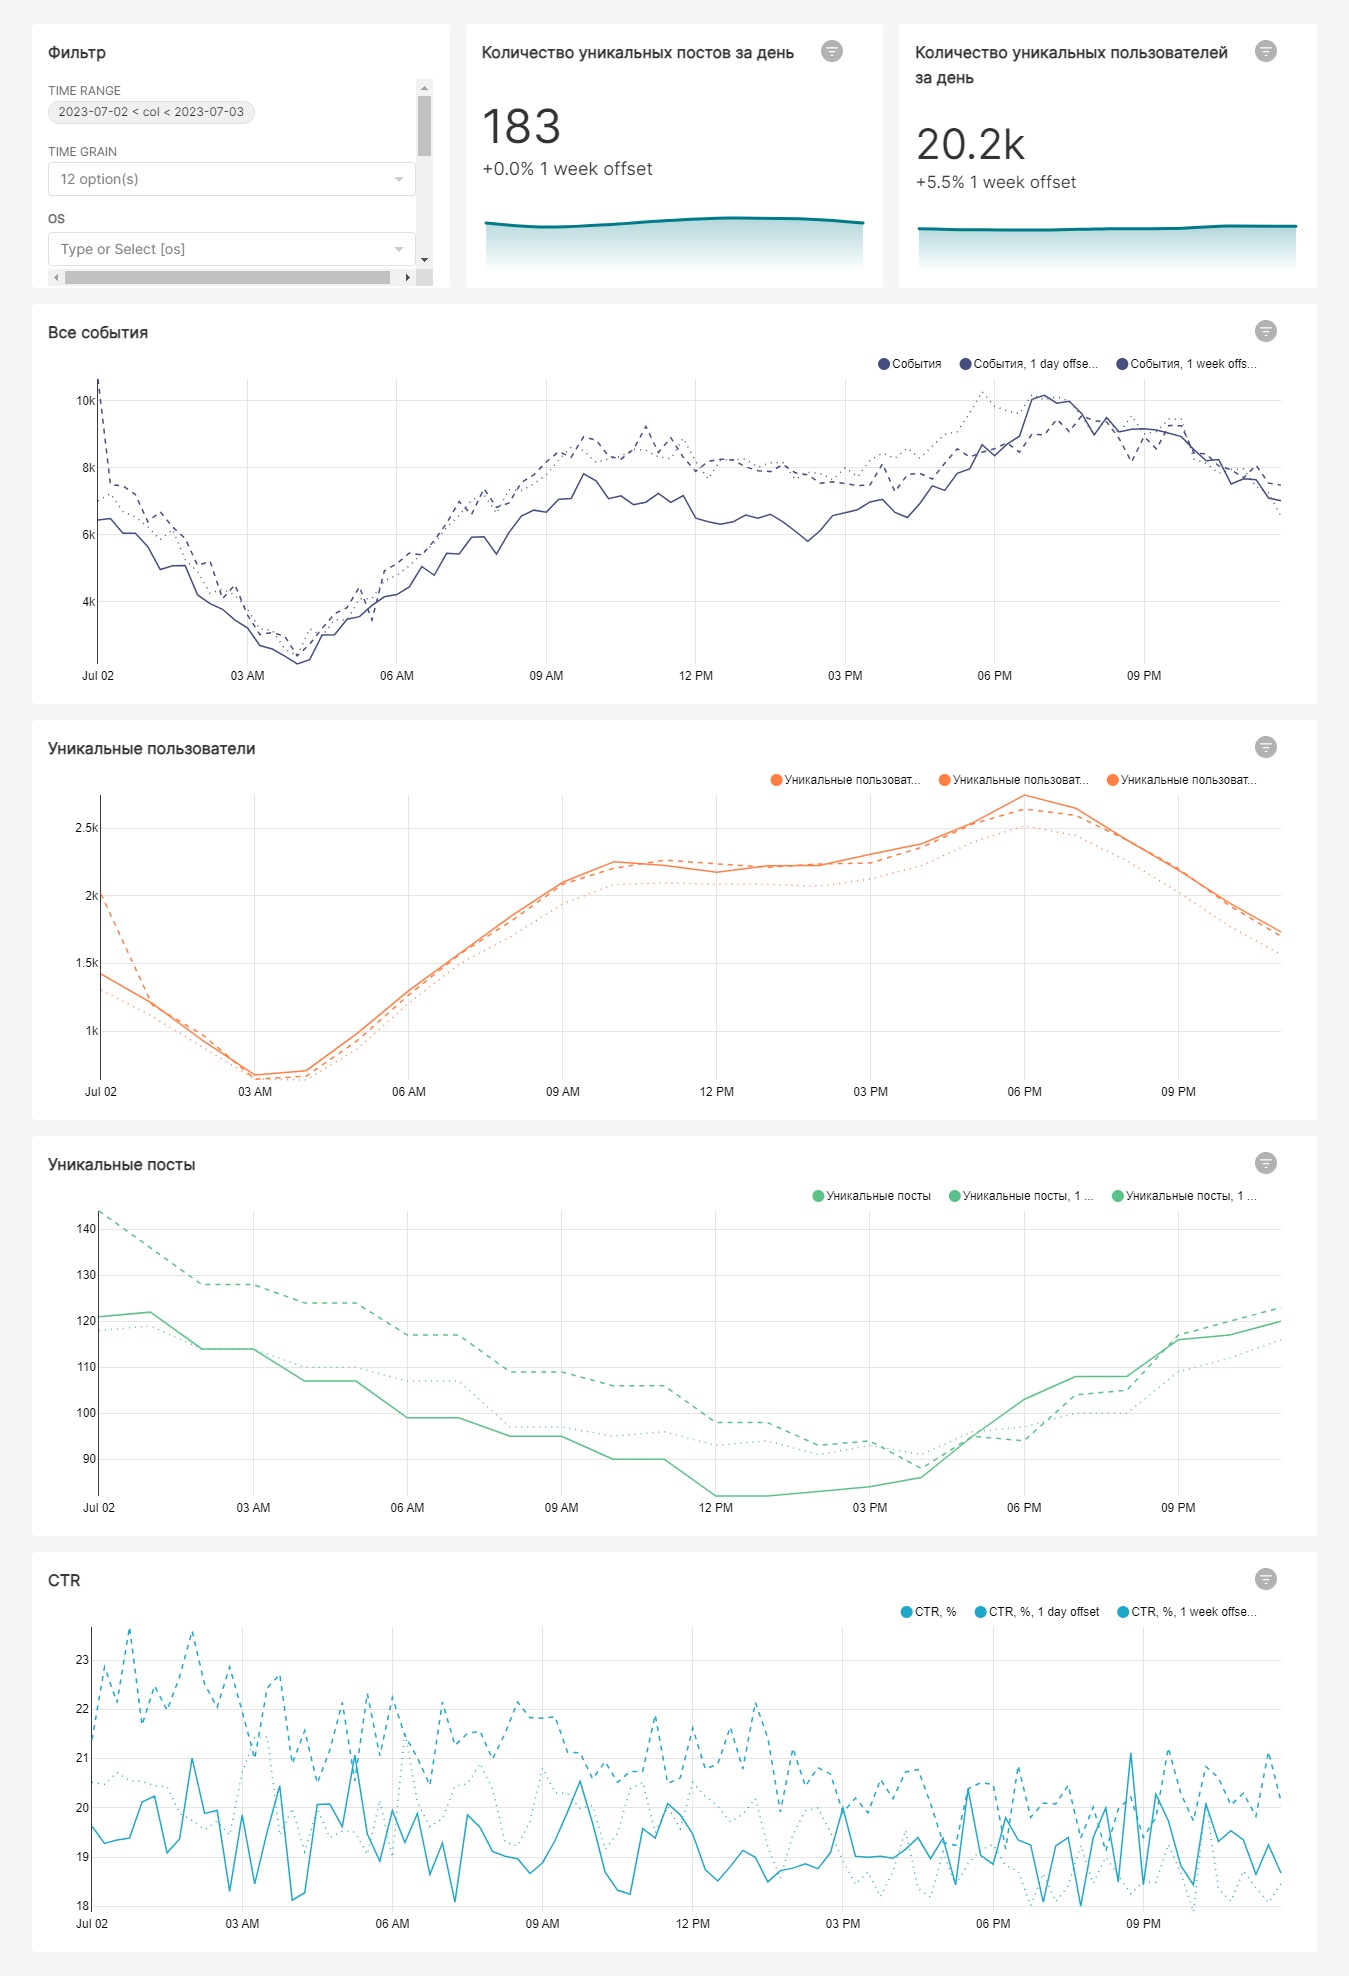 Фильтр
TIME RANGE
2023-07-02 < col < 2023-07-03
TIME GRAIN
12 option(s)
OS
Type or Select [os]
Количество уникальных постов за день
183
+0.0% 1 week offset
Количество уникальных пользователей
за день
20.2k
+5.5% 1 week offset
Все события
События События, 1 day offse... События, 1 week offs...
10k
8k
6k
4k
Jul 02 03 AM 06 AM 09 AM 12 PM 03 PM 06 PM 09 PM
Уникальные пользователи
Уникальные пользоват... Уникальные пользоват... Уникальные пользоват...
2.5k
2k
1.5k
1k
Jul 02 03 AM 06 AM 09 AM 12 PM 03 PM 06 PM 09 PM
Уникальные посты
Уникальные посты Уникальные посты, 1 ... Уникальные посты, 1 ...
140
130
120
110
100
90
Jul 02 03 AM 06 AM 09 AM 12 PM 03 PM 06 PM 09 PM
CTR
CTR, % CTR, %, 1 day offset CTR, %, 1 week offse...
23
22
21
20
19
18
Jul 02 03 AM 06 AM 09 AM 12 PM 03 PM 06 PM 09 PM